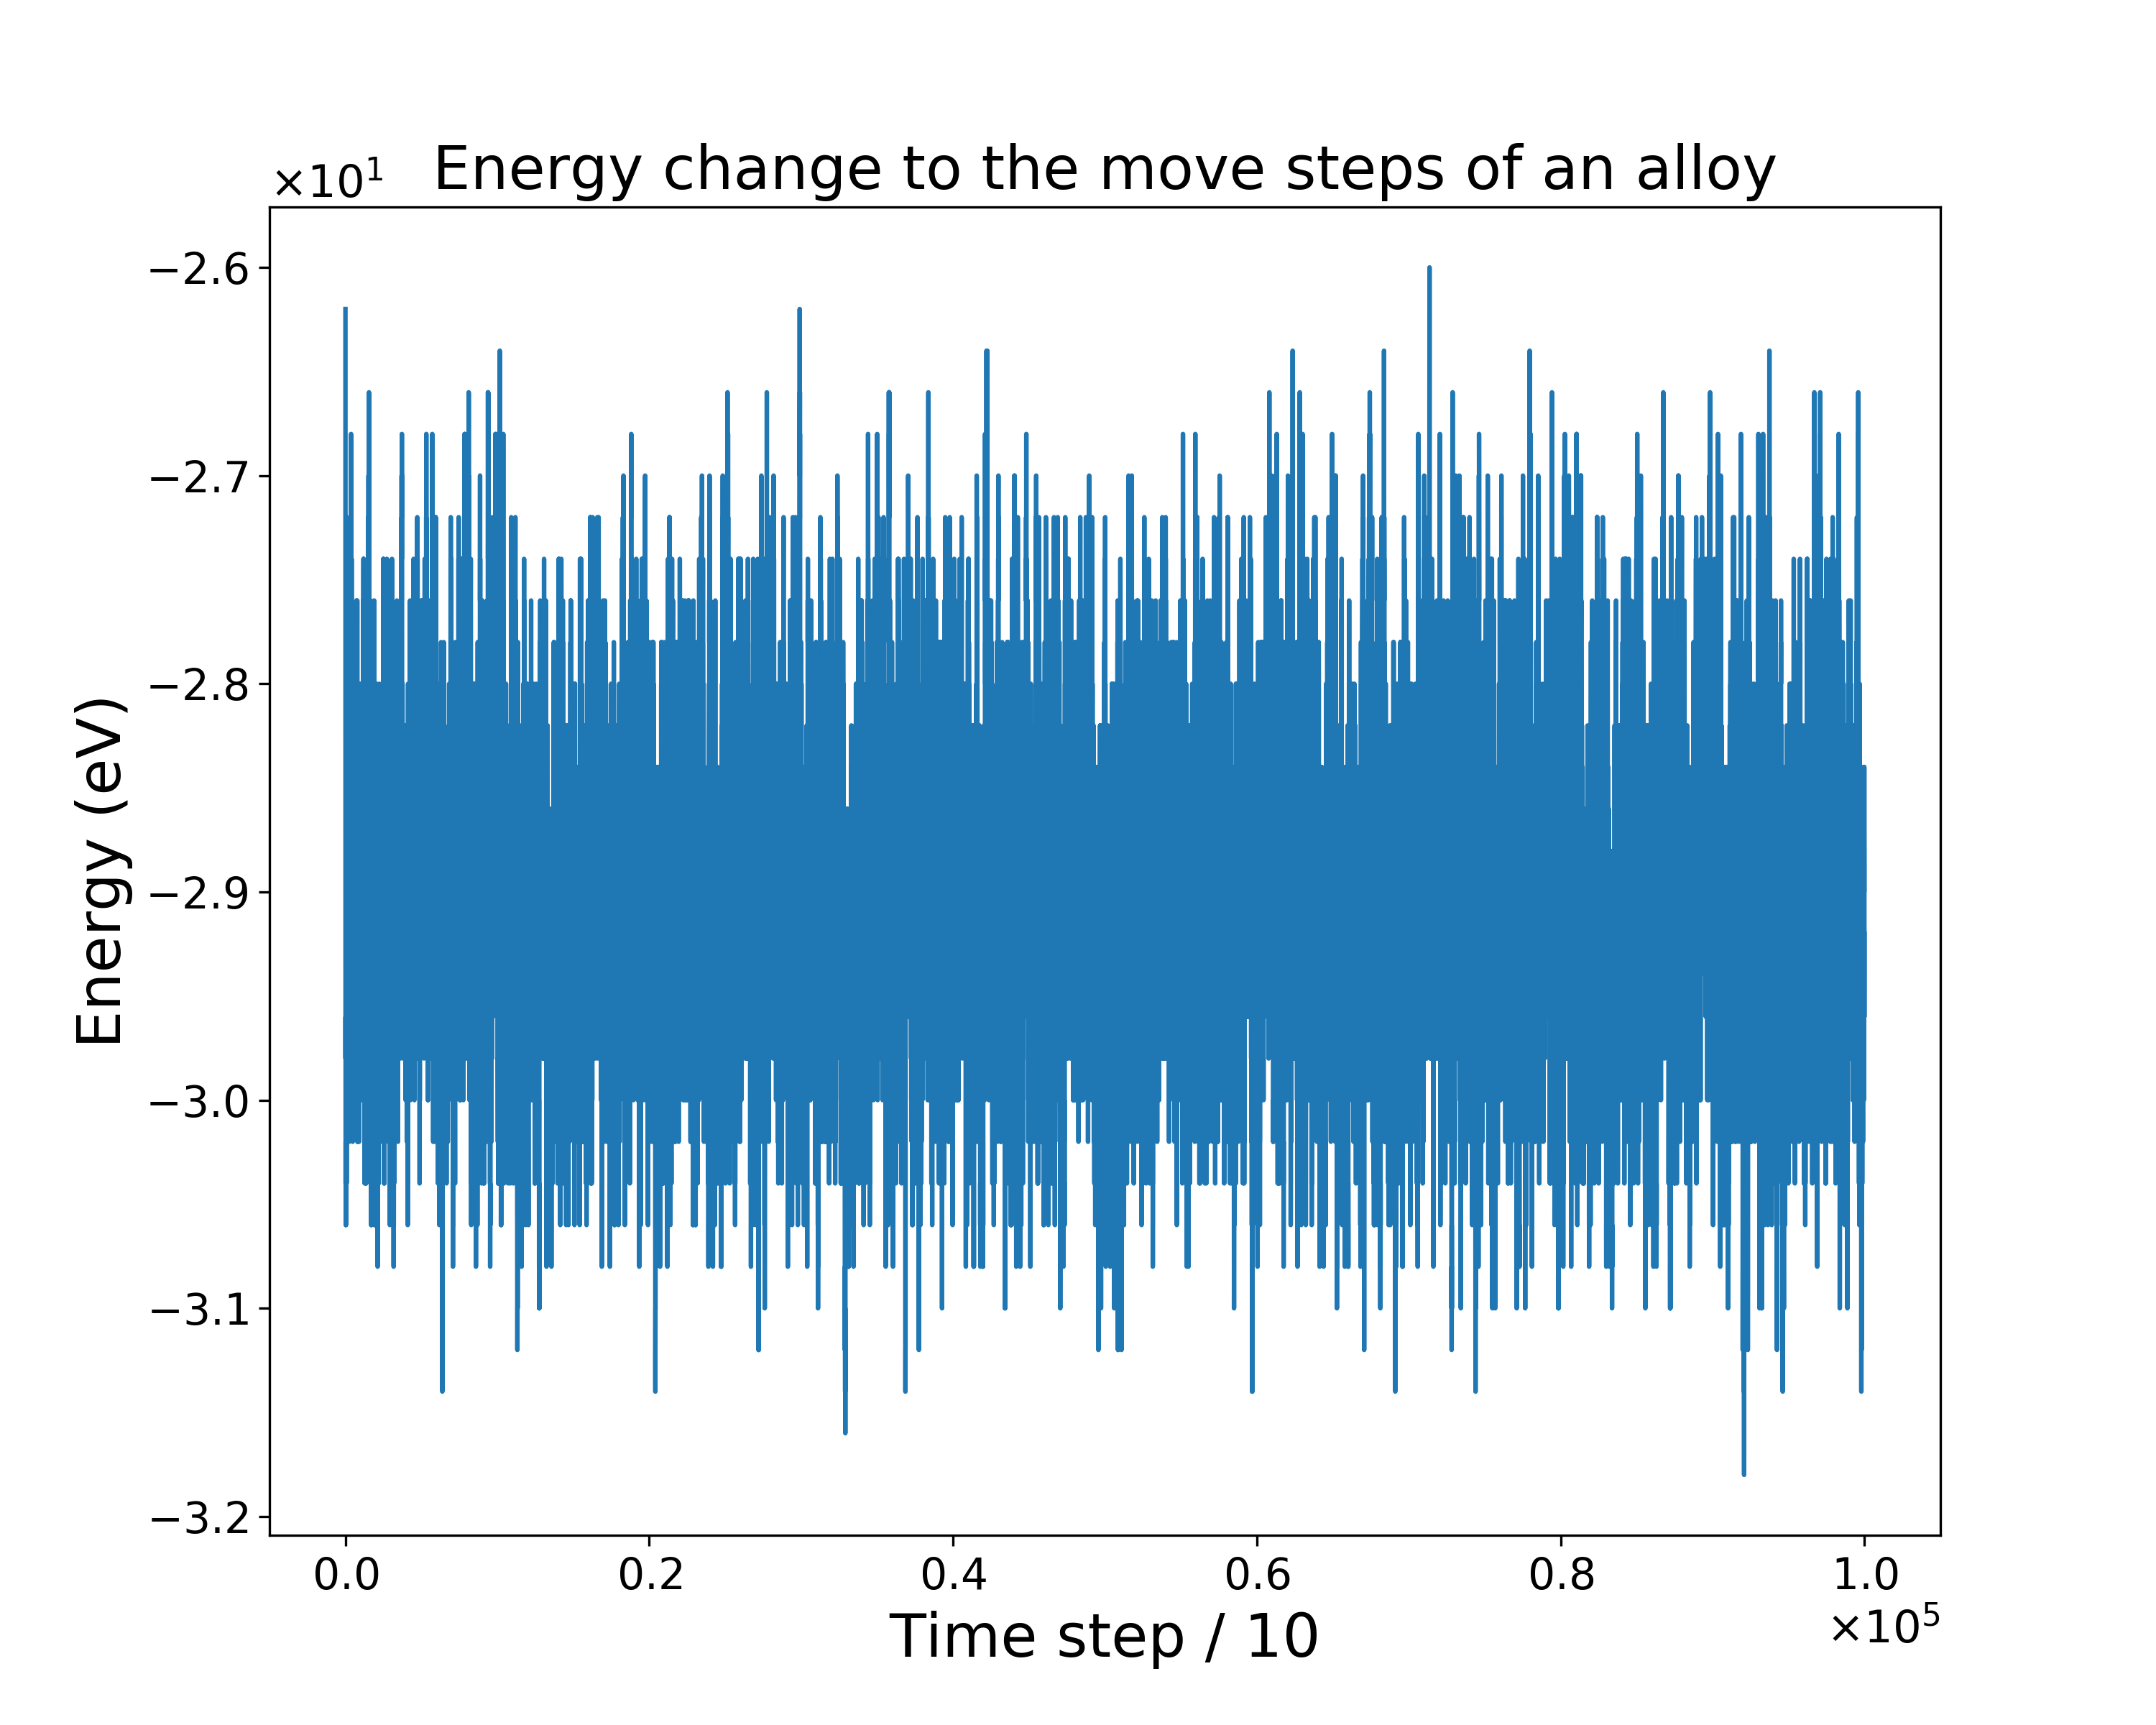 Energy change to the move steps of an alloy
×10¹
−2.6
−2.7
−2.8
−2.9
−3.0
−3.1
−3.2
Energy (eV)
0.0 0.2 0.4 0.6 0.8 1.0
Time step / 10
×10⁵